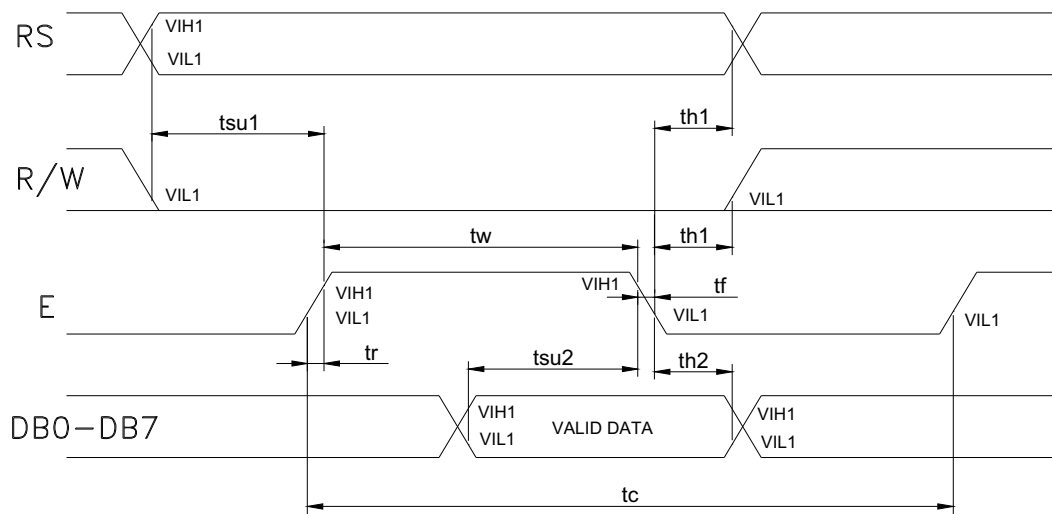 RS
VIH1
VIL1
tsu1
th1
R/W
VIL1
VIL1
tw
th1
E
VIH1
VIL1
VIH1
tf
VIL1
VIL1
tr
tsu2
th2
DB0-DB7
VIH1
VIL1
VALID DATA
VIH1
VIL1
tc